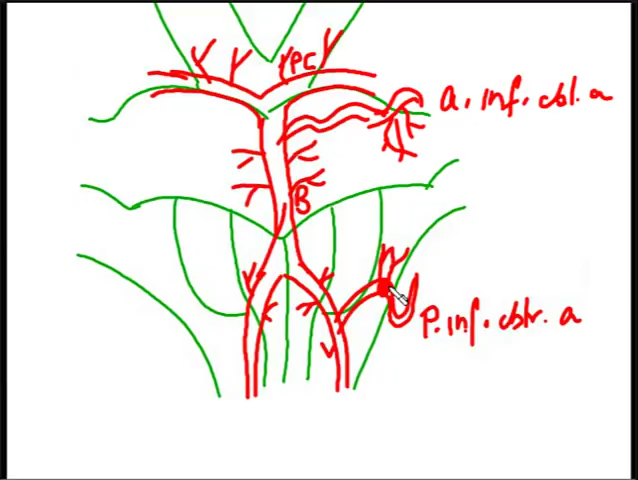 PC
a. inf. cbl. a
B
P. inf. cblr. a
V